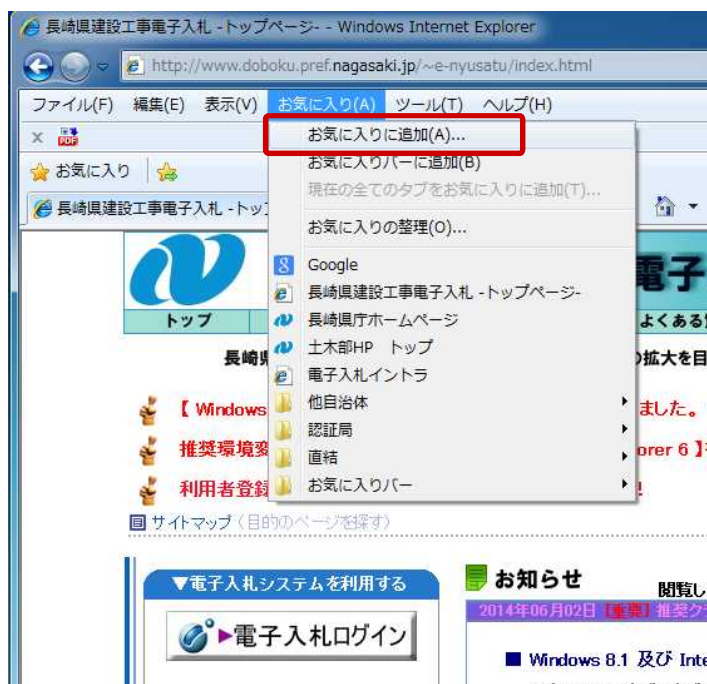 長崎県建設工事電子入札 -トップページ- - Windows Internet Explorer
http://www.doboku.pref.nagasaki.jp/~e-nyusatu/index.html
ファイル(F) 編集(E) 表示(V) お気に入り(A) ツール(T) ヘルプ(H)
x PDF
お気に入りに追加(A)...
お気に入り
お気に入りバーに追加(B)
現在の全てのタブをお気に入りに追加(T)...
長崎県建設工事電子入札 -トップ
お気に入りの整理(O)...
Google
長崎県建設工事電子入札 -トップページ-
長崎県庁ホームページ
土木部HP トップ
電子入札イントラ
他自治体
認証局
直結
お気に入りバー
電子
トップ よくある
長崎県 の拡大を目
【 Windows ました。
推奨環境変 orer 6 】
利用者登録
サイトマップ（目的のページを探す）
▼電子入札システムを利用する
電子入札ログイン
お知らせ 閲覧し
2014年06月02日 【重要】 推奨ク
■ Windows 8.1 及び Inte